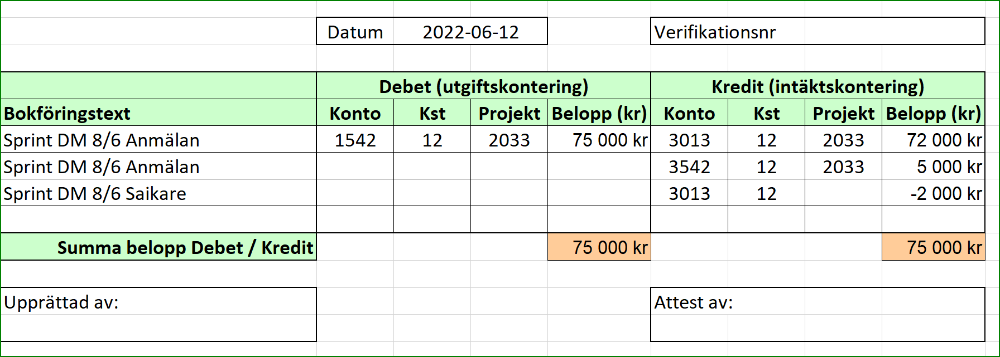 Datum 2022-06-12 Verifikationsnr
Debet (utgiftskontering) Kredit (intäktskontering)
Bokföringstext Konto Kst Projekt Belopp (kr) Konto Kst Projekt Belopp (kr)
Sprint DM 8/6 Anmälan 1542 12 2033 75 000 kr 3013 12 2033 72 000 kr
Sprint DM 8/6 Anmälan 3542 12 2033 5 000 kr
Sprint DM 8/6 Saikare 3013 12 -2 000 kr
Summa belopp Debet / Kredit 75 000 kr 75 000 kr
Upprättad av: Attest av: